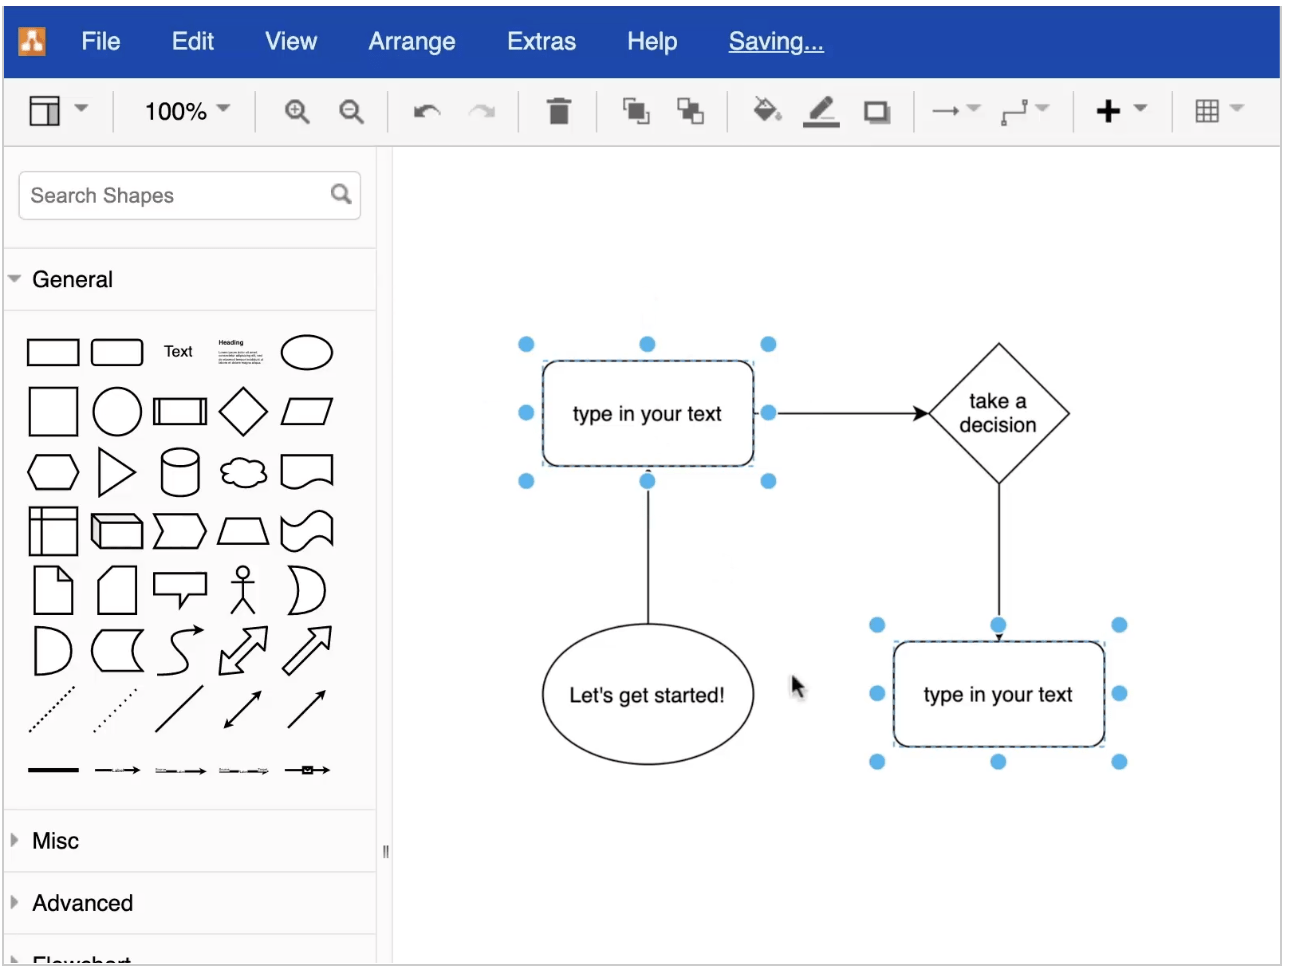 File Edit View Arrange Extras Help Saving...
100%
Search Shapes
General
Text
Heading
Misc
Advanced
Flowchart
type in your text
take a
decision
Let's get started!
type in your text